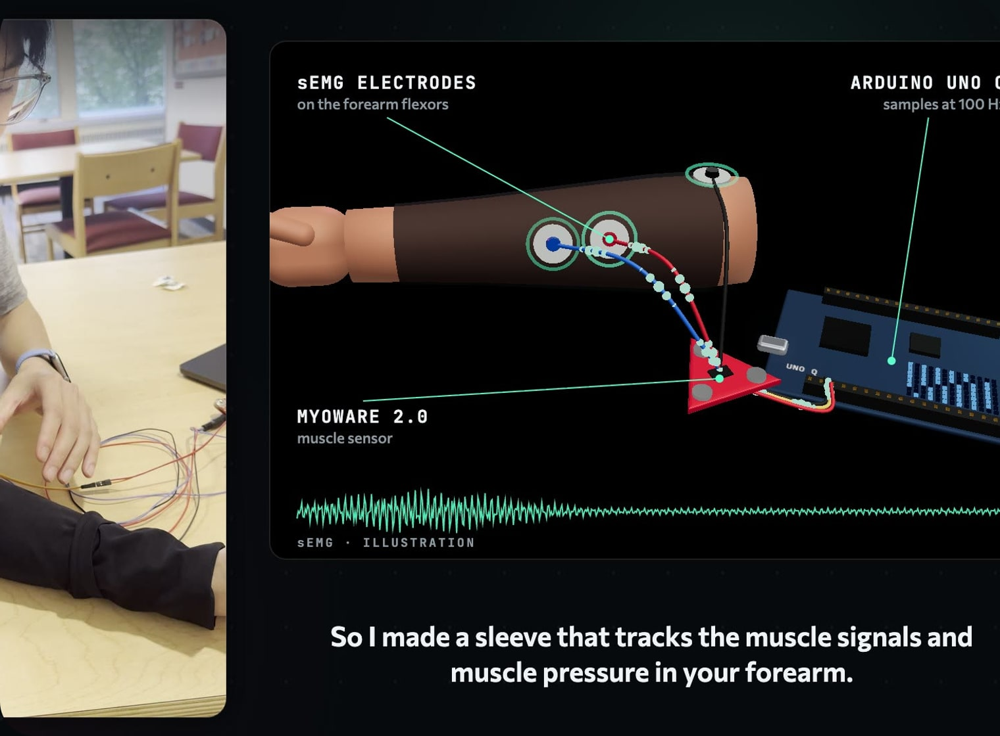 sEMG ELECTRODES
on the forearm flexors
ARDUINO UNO
samples at 100
UNO Q
MYOWARE 2.0
muscle sensor
sEMG · ILLUSTRATION
So I made a sleeve that tracks the muscle signals and
muscle pressure in your forearm.